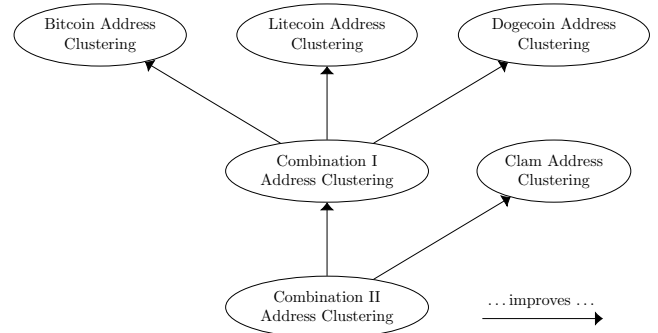 Bitcoin Address
Clustering
Litecoin Address
Clustering
Dogecoin Address
Clustering
Combination I
Address Clustering
Clam Address
Clustering
Combination II
Address Clustering
... improves ...